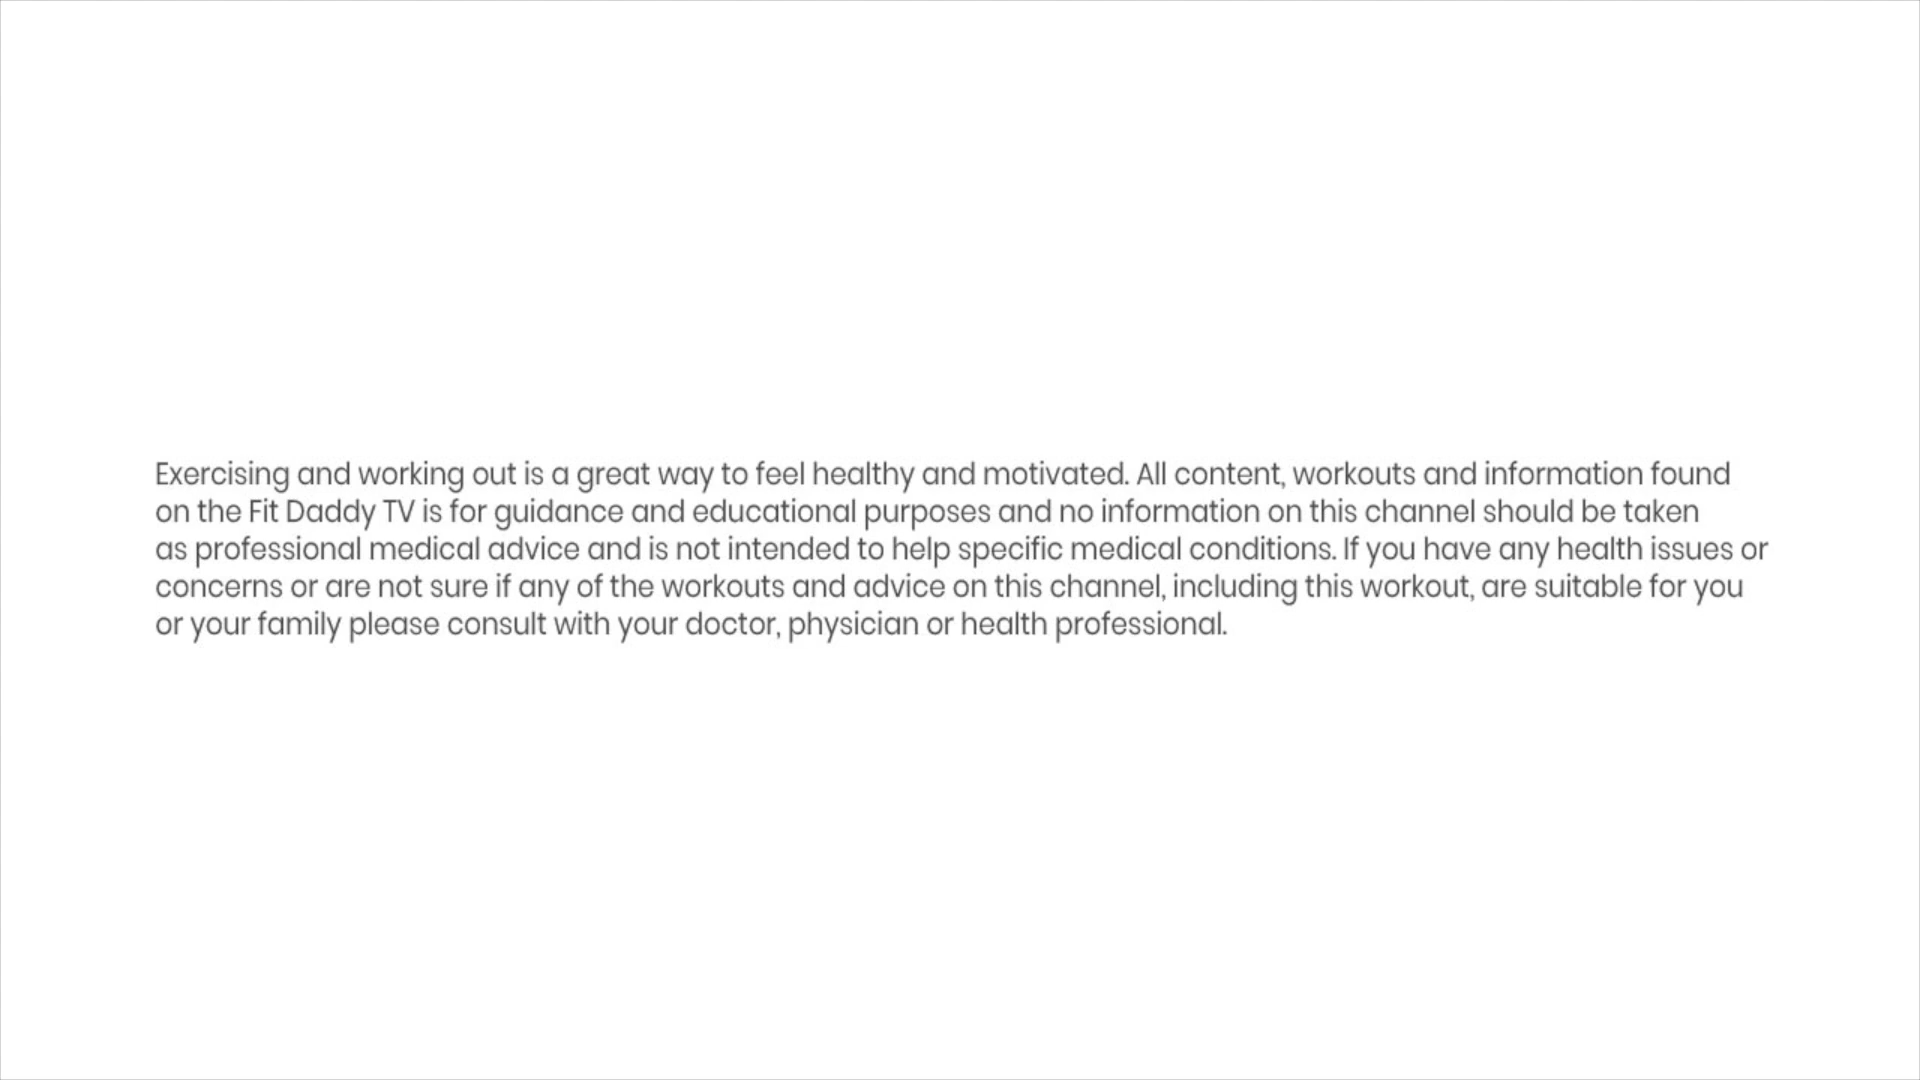 Exercising and working out is a great way to feel healthy and motivated. All content, workouts and information found
on the Fit Daddy TV is for guidance and educational purposes and no information on this channel should be taken
as professional medical advice and is not intended to help specific medical conditions. If you have any health issues or
concerns or are not sure if any of the workouts and advice on this channel, including this workout, are suitable for you
or your family please consult with your doctor, physician or health professional.